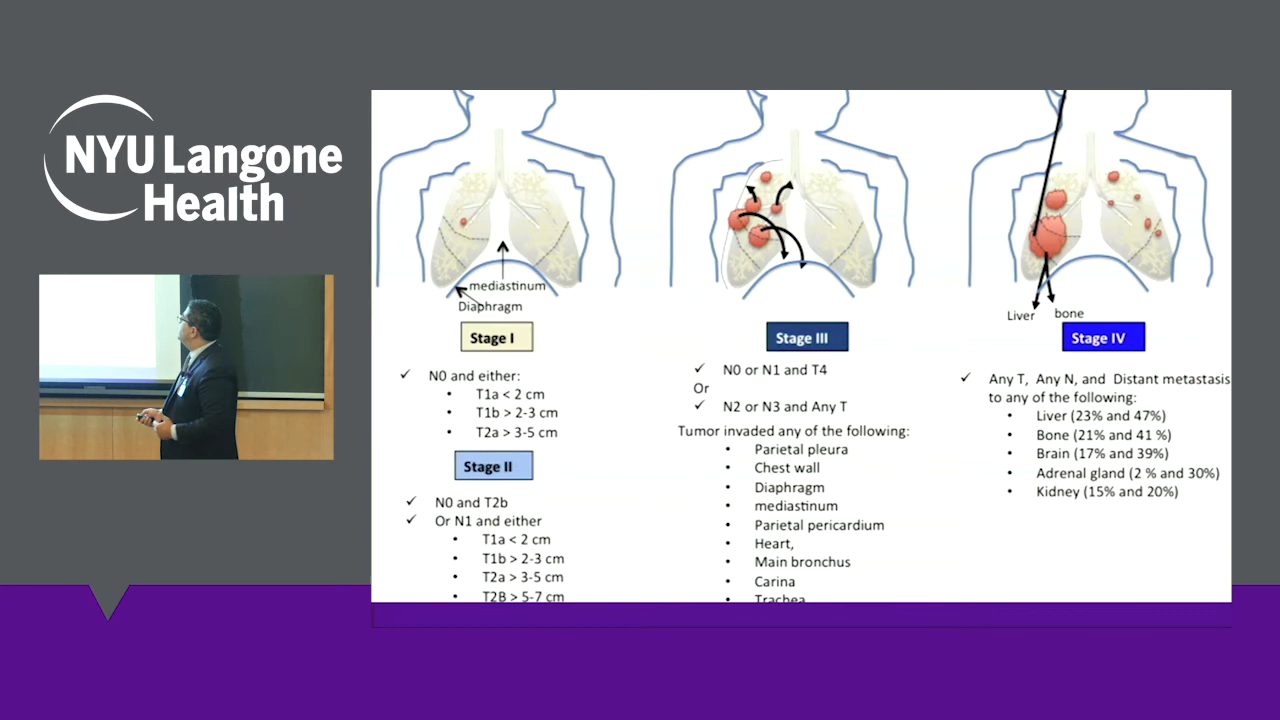 NYU Langone
Health
mediastinum
Diaphragm
Stage I
N0 and either:
T1a < 2 cm
T1b > 2-3 cm
T2a > 3-5 cm
Stage II
N0 and T2b
Or N1 and either
T1a < 2 cm
T1b > 2-3 cm
T2a > 3-5 cm
T2B > 5-7 cm
Stage III
N0 or N1 and T4
Or
N2 or N3 and Any T
Tumor invaded any of the following:
Parietal pleura
Chest wall
Diaphragm
mediastinum
Parietal pericardium
Heart,
Main bronchus
Carina
Trachea
Liver
bone
Stage IV
Any T, Any N, and Distant metastasis
to any of the following:
Liver (23% and 47%)
Bone (21% and 41 %)
Brain (17% and 39%)
Adrenal gland (2 % and 30%)
Kidney (15% and 20%)